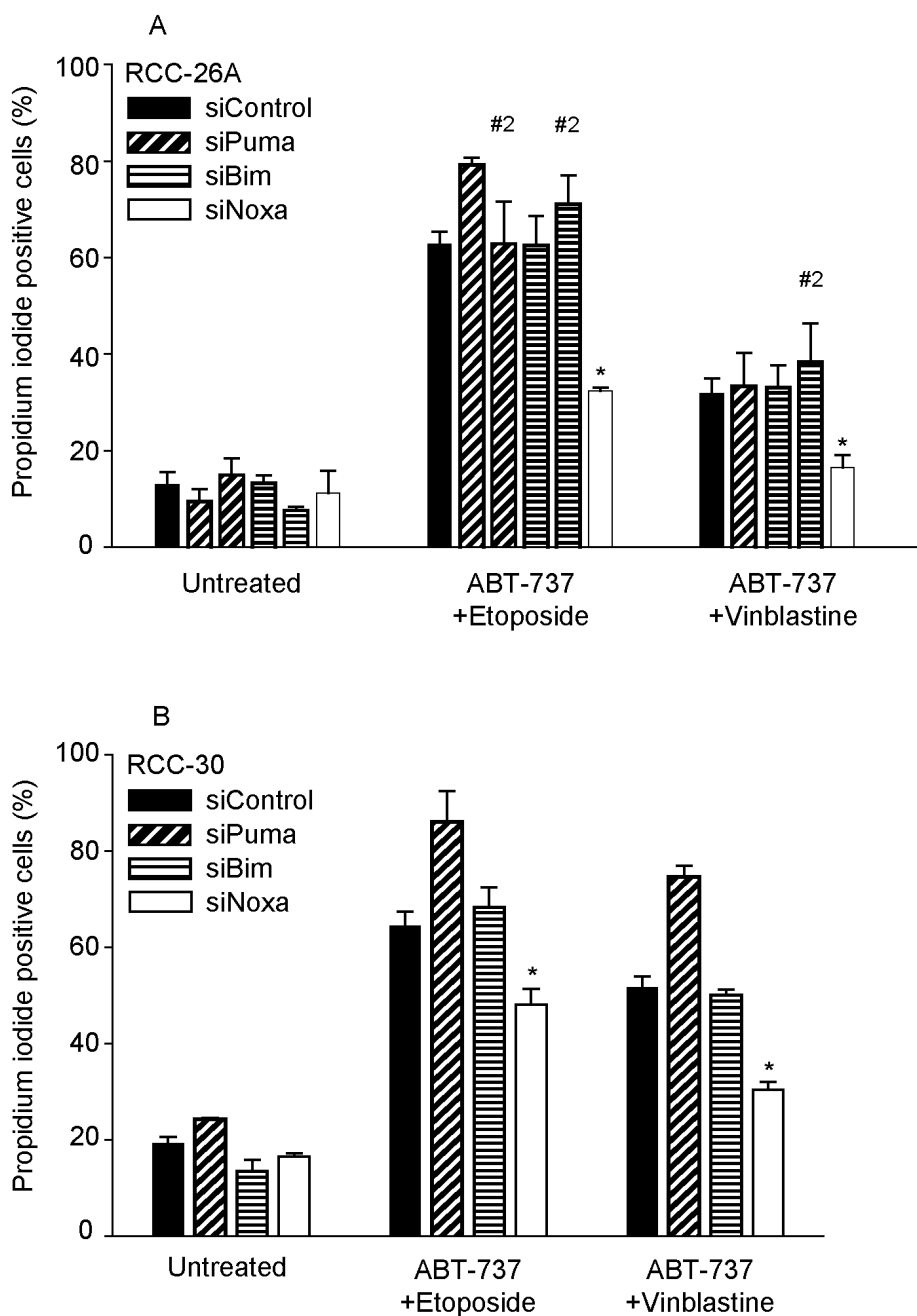 A
Propidium iodide positive cells (%)
100
80
60
40
20
0
RCC-26A
siControl
siPuma
siBim
siNoxa
#2
#2
*
#2
*
Untreated
ABT-737
+Etoposide
ABT-737
+Vinblastine
B
Propidium iodide positive cells (%)
100
80
60
40
20
0
RCC-30
siControl
siPuma
siBim
siNoxa
*
*
Untreated
ABT-737
+Etoposide
ABT-737
+Vinblastine